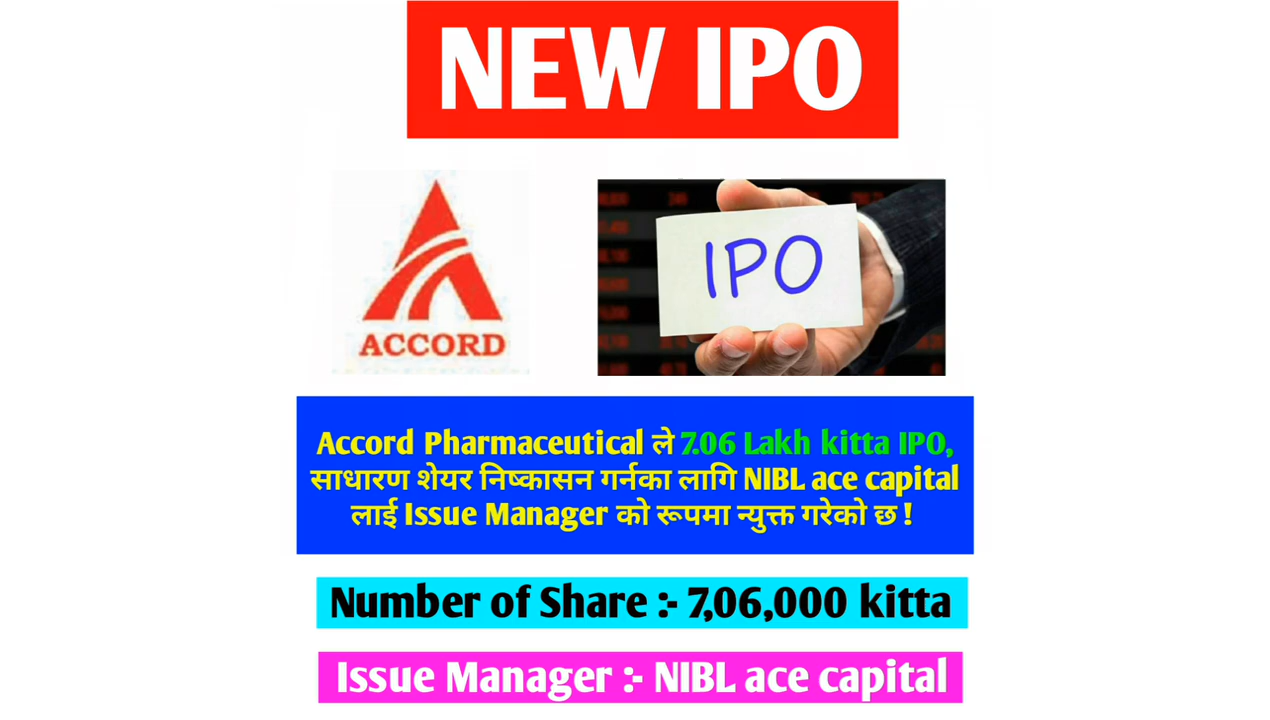 NEW IPO
IPO
ACCORD
Accord Pharmaceutical ले 7.06 Lakh kitta IPO,
साधारण शेयर निष्कासन गर्नका लागि NIBL ace capital
लाई Issue Manager को रूपमा न्युक्त गरेको छ !
Number of Share :- 7,06,000 kitta
Issue Manager :- NIBL ace capital